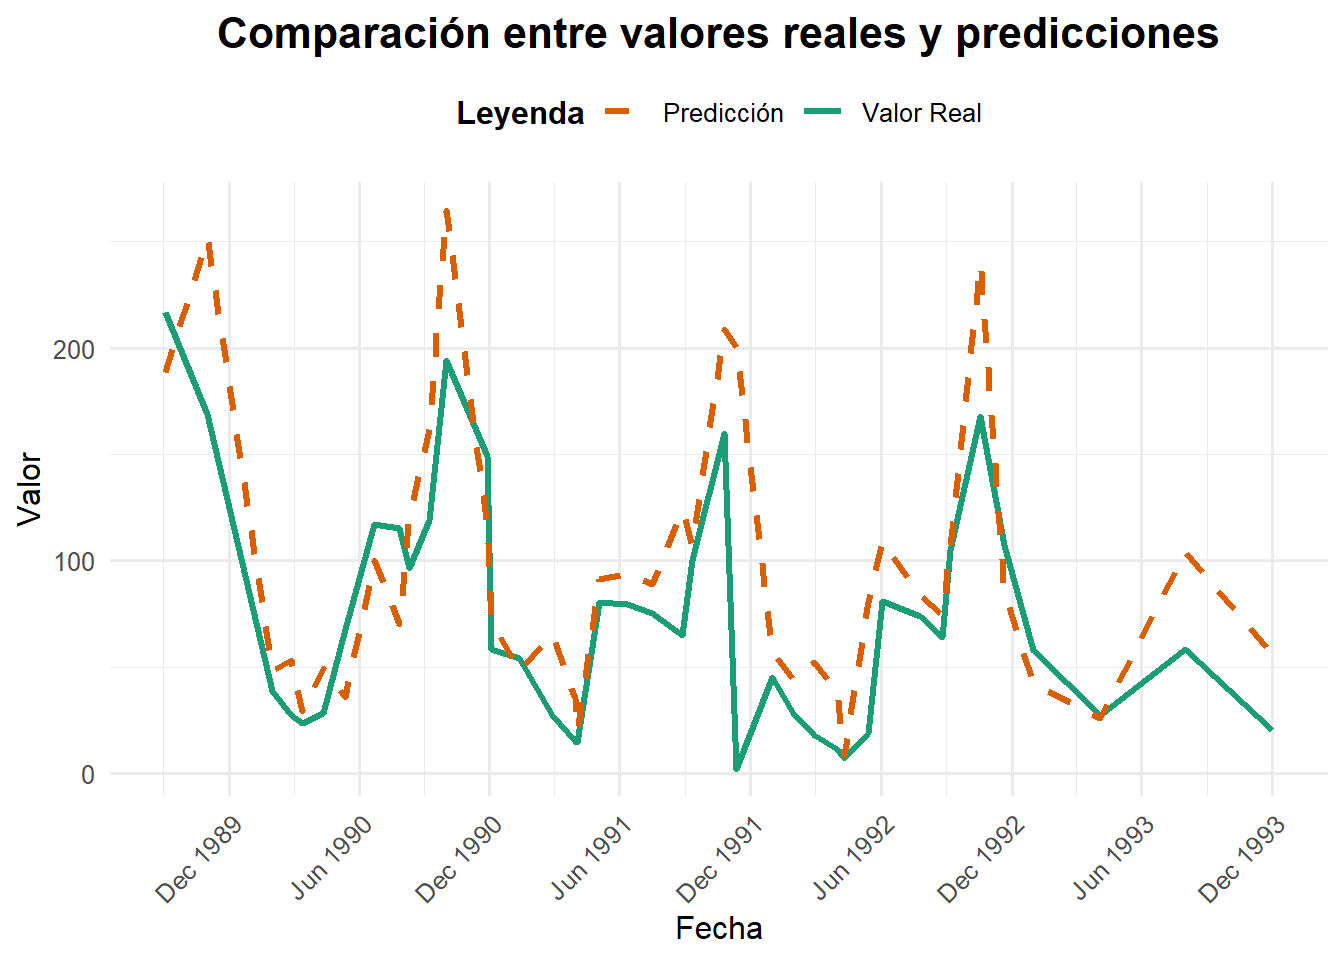 Comparación entre valores reales y predicciones
Leyenda Predicción Valor Real
Valor
200
100
0
Dec 1989 Jun 1990 Dec 1990 Jun 1991 Dec 1991 Jun 1992 Dec 1992 Jun 1993 Dec 1993
Fecha